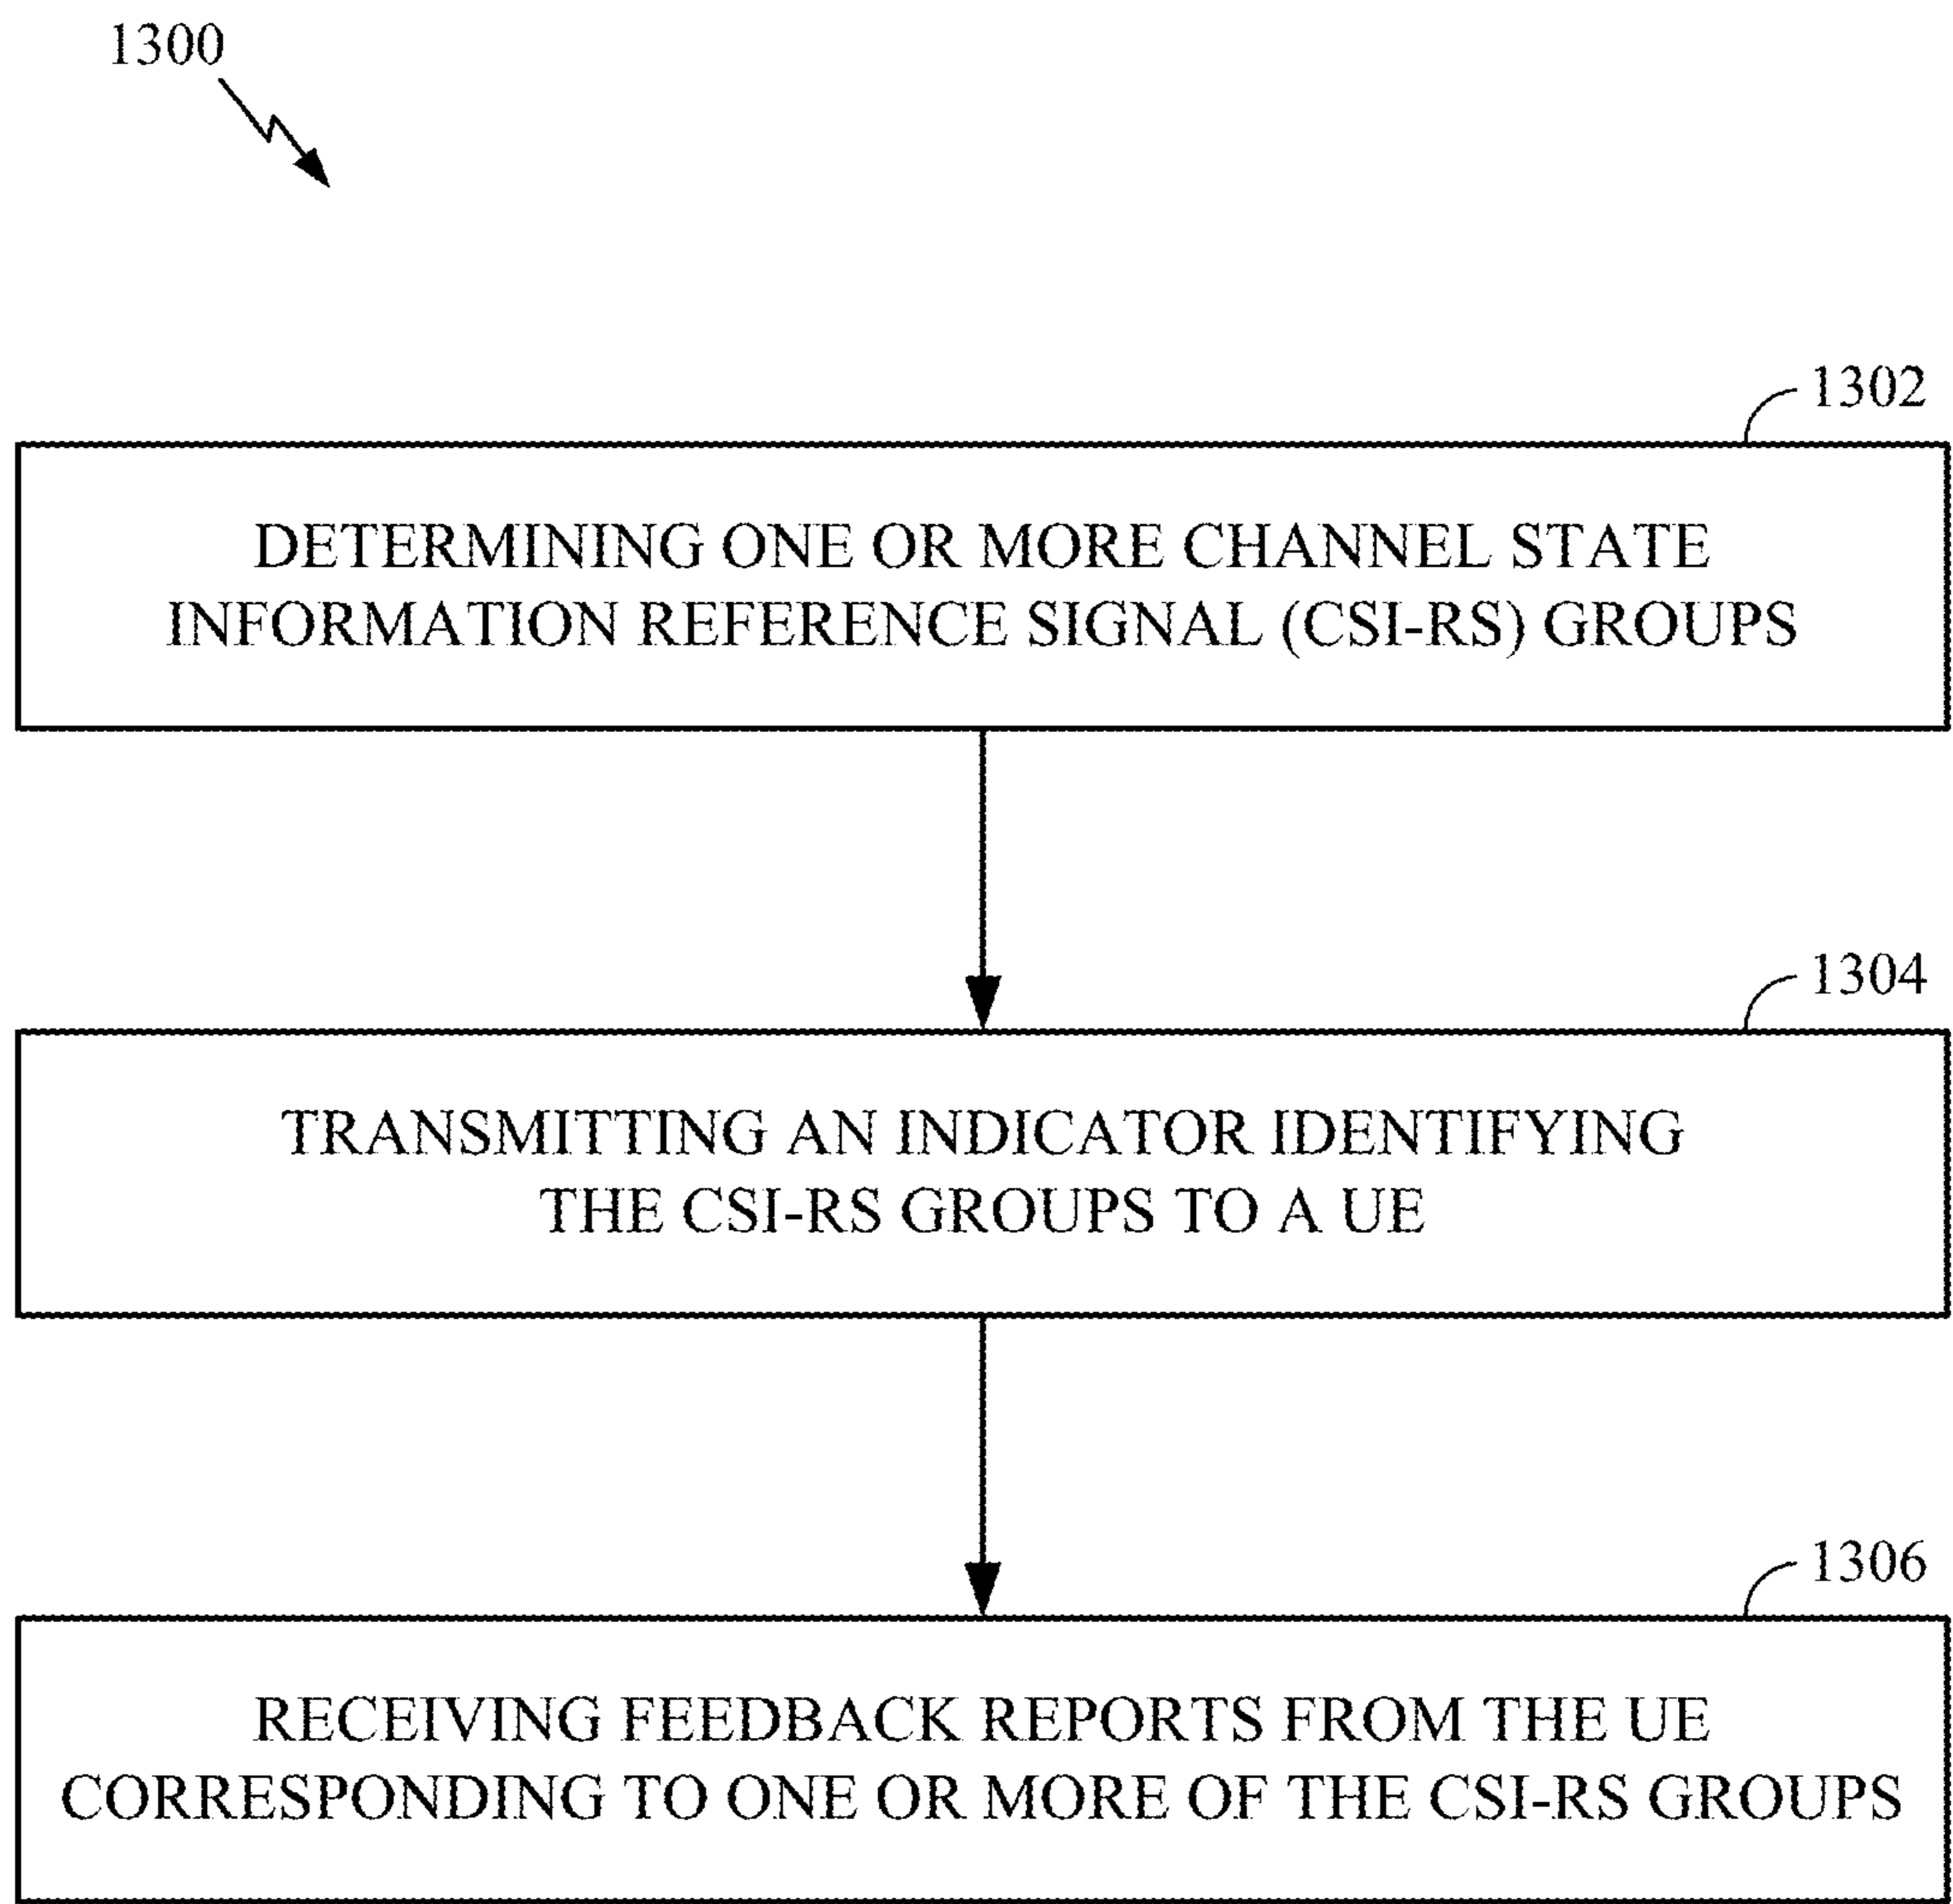 1300
1302
DETERMINING ONE OR MORE CHANNEL STATE
INFORMATION REFERENCE SIGNAL (CSI-RS) GROUPS
1304
TRANSMITTING AN INDICATOR IDENTIFYING
THE CSI-RS GROUPS TO A UE
1306
RECEIVING FEEDBACK REPORTS FROM THE UE
CORRESPONDING TO ONE OR MORE OF THE CSI-RS GROUPS